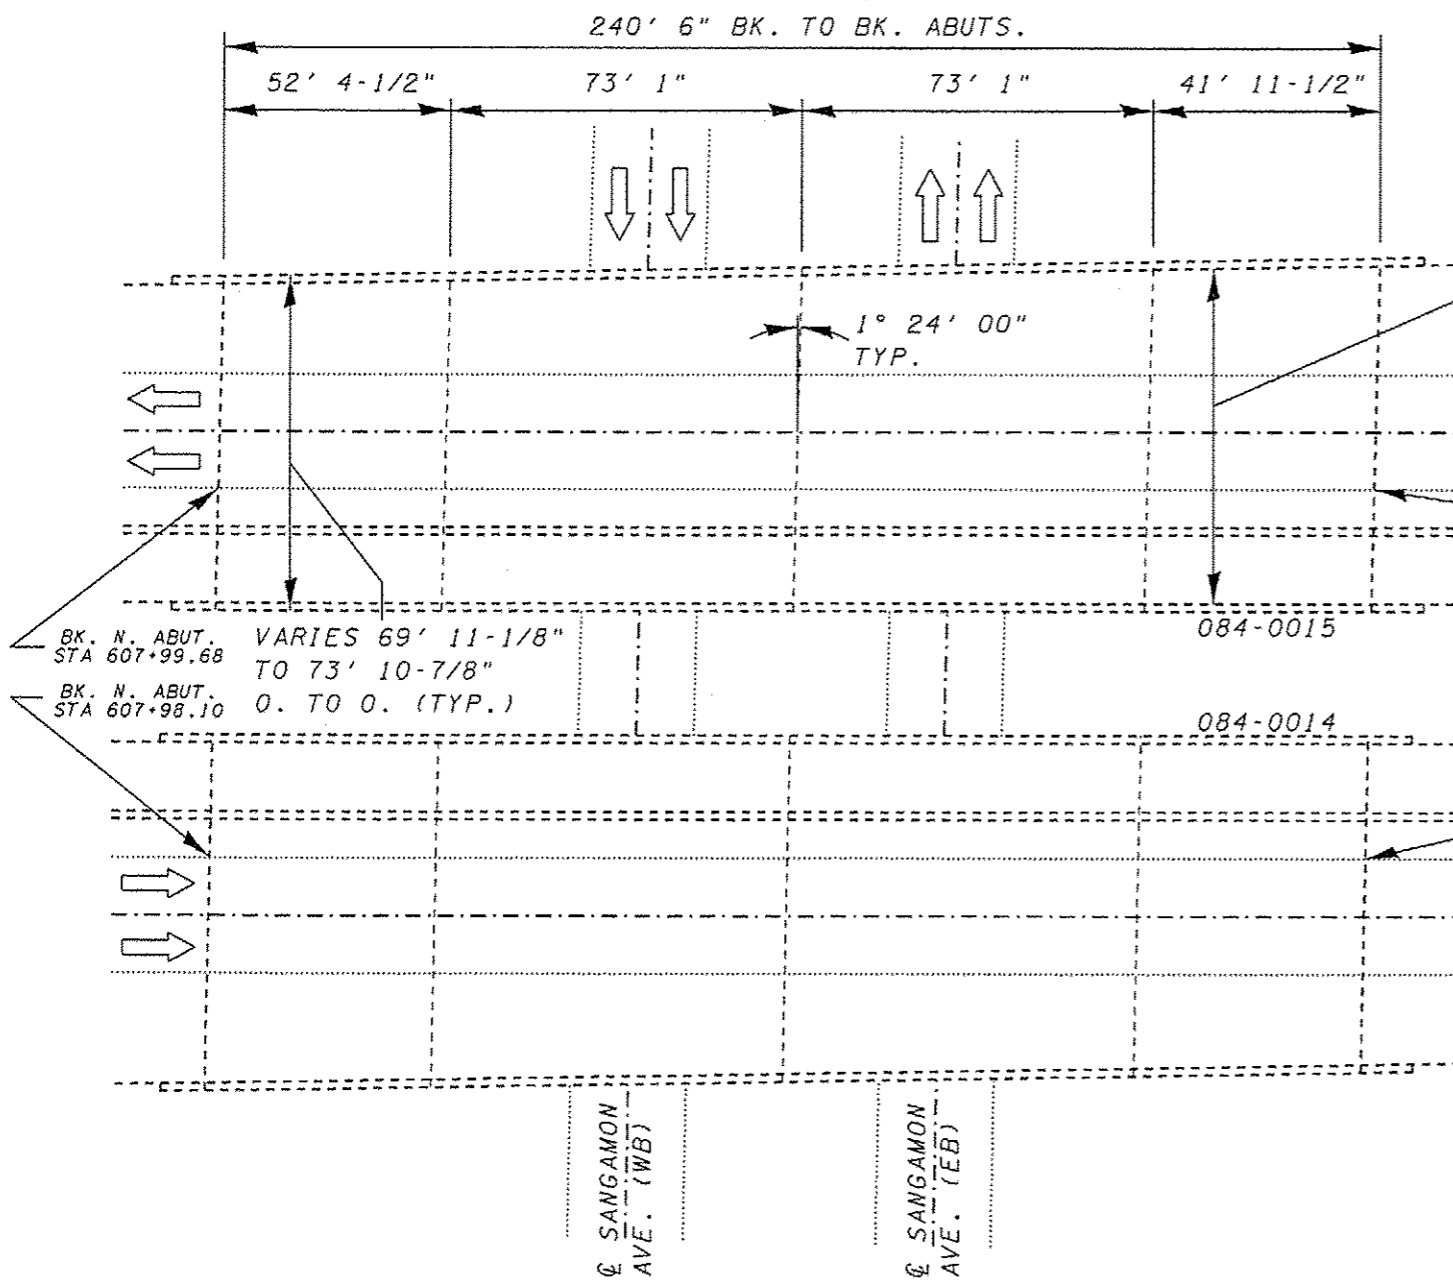 240' 6" BK. TO BK. ABUTS.
52' 4-1/2"
73' 1"
73' 1"
41' 11-1/2"
1° 24' 00"
TYP.
BK. N. ABUT.
STA 607+99.68
VARIES 69' 11-1/8"
TO 73' 10-7/8"
O. TO O. (TYP.)
BK. N. ABUT.
STA 607+98.10
084-0015
084-0014
℄ SANGAMON
AVE. (WB)
℄ SANGAMON
AVE. (EB)